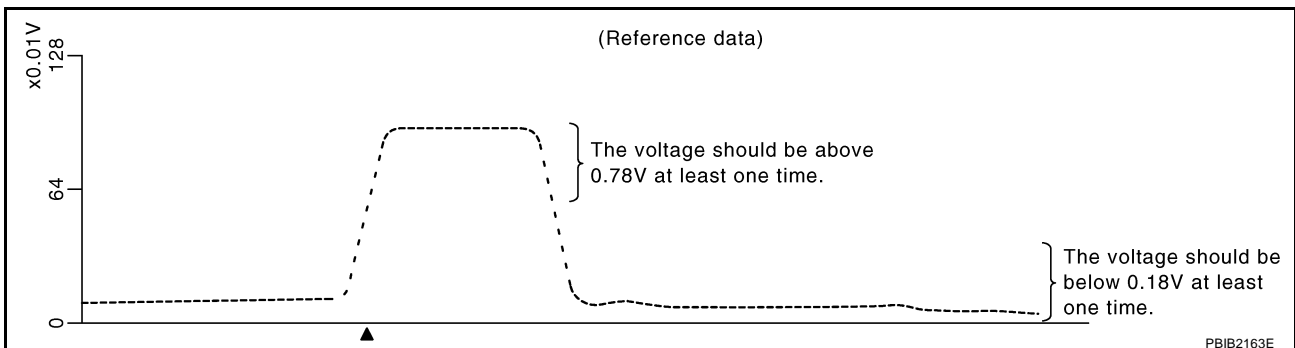 (Reference data)
x0.01V
128
64
0
The voltage should be above
0.78V at least one time.
The voltage should be
below 0.18V at least
one time.
PBIB2163E